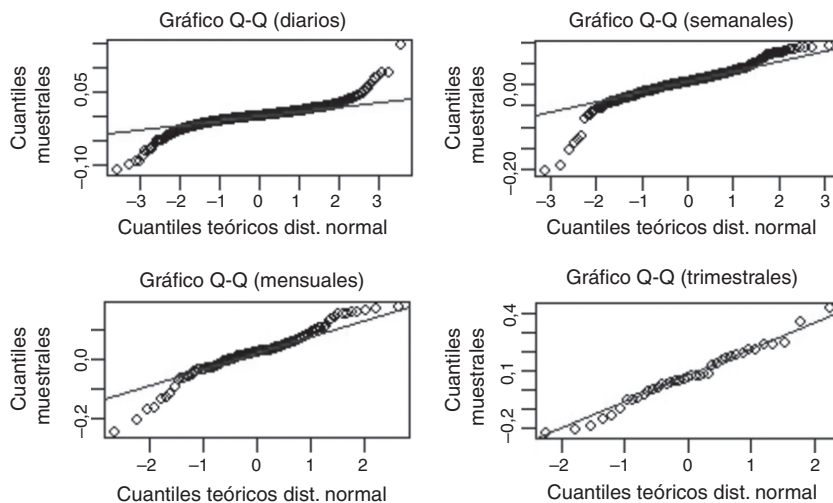 Gráfico Q-Q (diarios)
Cuantiles
muestrales
0,05
−0,10
−3
−2
−1
0
1
2
3
Cuantiles teóricos dist. normal
Gráfico Q-Q (semanales)
Cuantiles
muestrales
0,00
−0,20
−3
−2
−1
0
1
2
3
Cuantiles teóricos dist. normal
Gráfico Q-Q (mensuales)
Cuantiles
muestrales
0,0
−0,2
−2
−1
0
1
2
Cuantiles teóricos dist. normal
Gráfico Q-Q (trimestrales)
Cuantiles
muestrales
0,4
0,1
−0,2
−2
−1
0
1
2
Cuantiles teóricos dist. normal